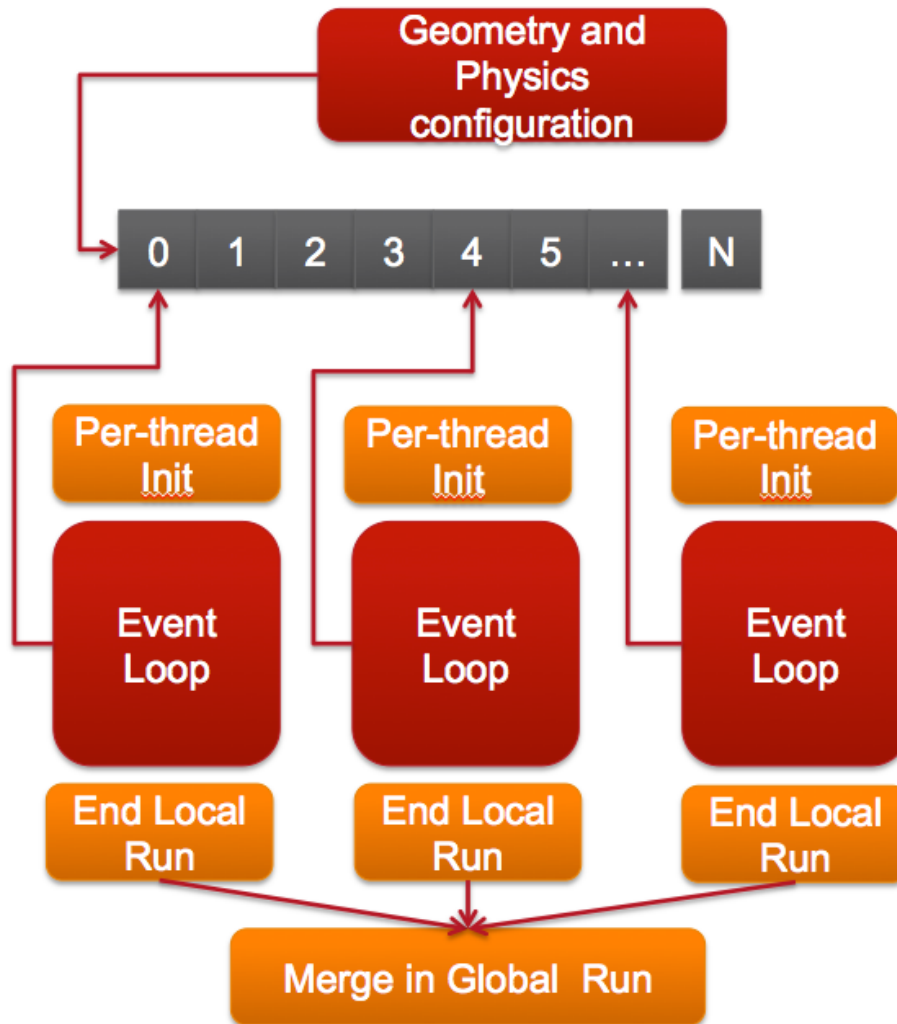 Geometry and
Physics
configuration
0 1 2 3 4 5 ... N
Per-thread
Init
Per-thread
Init
Per-thread
Init
Event
Loop
Event
Loop
Event
Loop
End Local
Run
End Local
Run
End Local
Run
Merge in Global Run